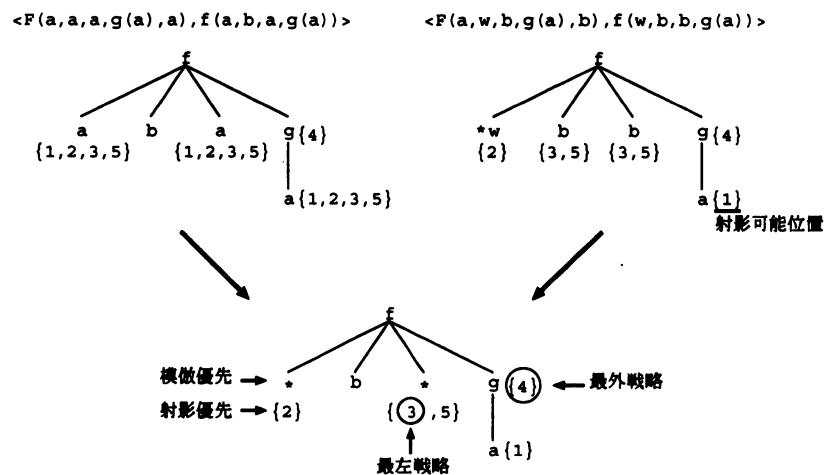 <F(a,a,a,g(a),a),f(a,b,a,g(a))>
f
a b a g{4}
{1,2,3,5} {1,2,3,5}
a{1,2,3,5}
<F(a,w,b,g(a),b),f(w,b,b,g(a))>
f
*w b b g{4}
{2} {3,5} {3,5}
a{1}
射影可能位置
f
模倣優先 * b * g{4} 最外戦略
射影優先 {2} {3,5}
a{1}
最左戦略